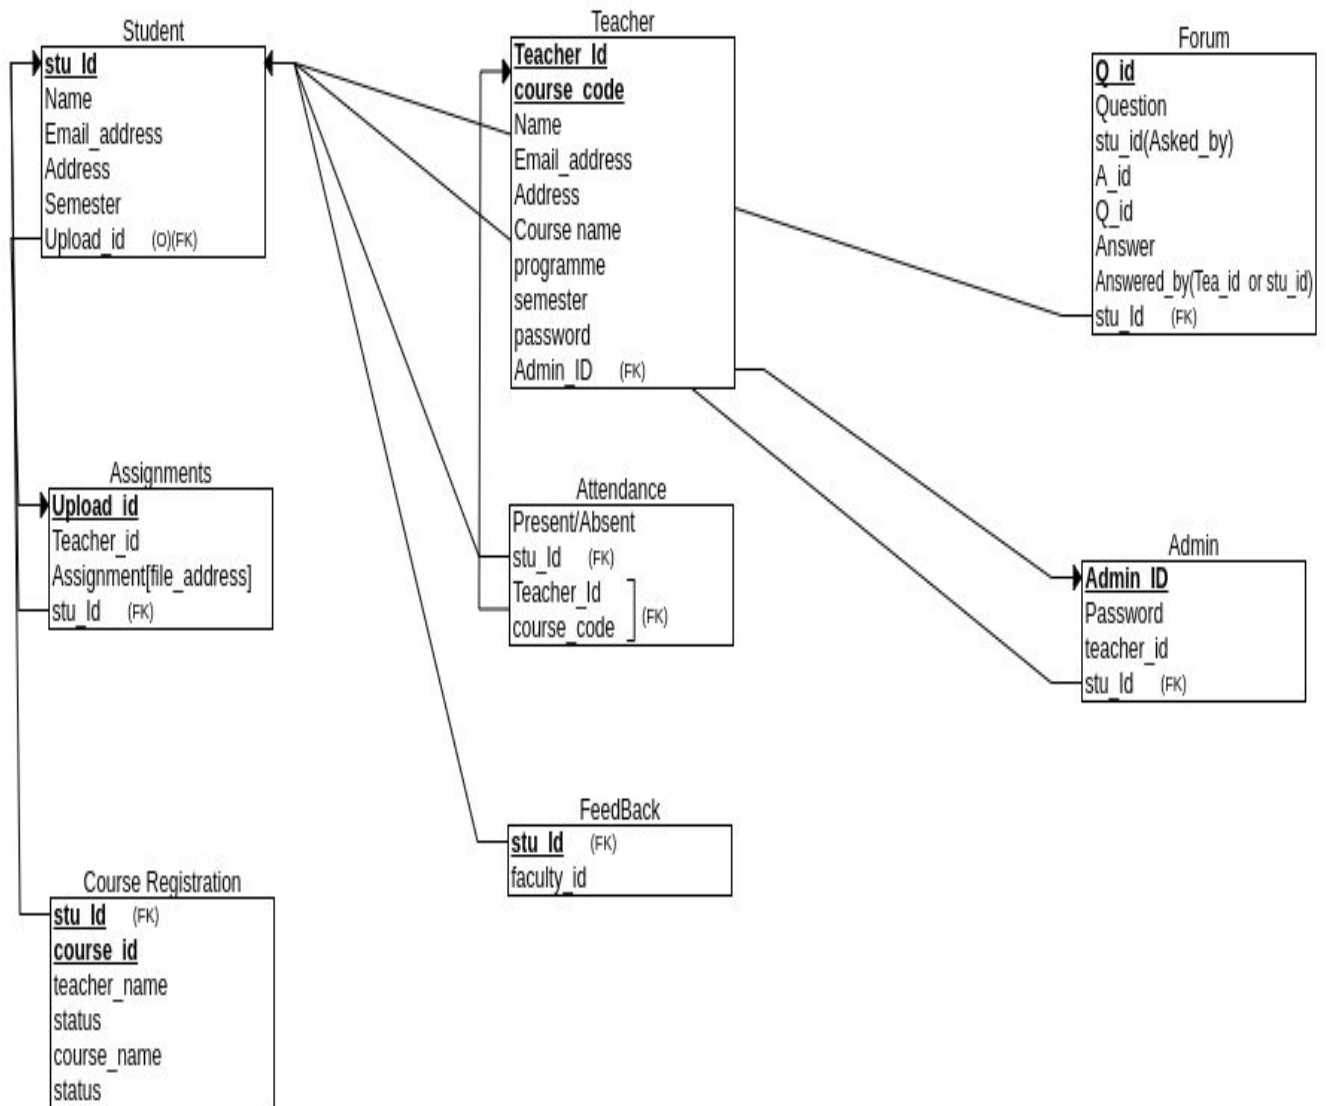 Student
stu_Id
Name
Email_address
Address
Semester
Upload_id (O)(FK)
Teacher
Teacher_Id
course_code
Name
Email_address
Address
Course name
programme
semester
password
Admin_ID (FK)
Forum
Q_id
Question
stu_id(Asked_by)
A_id
Q_id
Answer
Answered_by(Tea_id or stu_id)
stu_Id (FK)
Assignments
Upload_id
Teacher_id
Assignment[file_address]
stu_Id (FK)
Attendance
Present/Absent
stu_Id (FK)
Teacher_Id
course_code (FK)
Admin
Admin_ID
Password
teacher_id
stu_Id (FK)
FeedBack
stu_Id (FK)
faculty_id
Course Registration
stu_Id (FK)
course_id
teacher_name
status
course_name
status